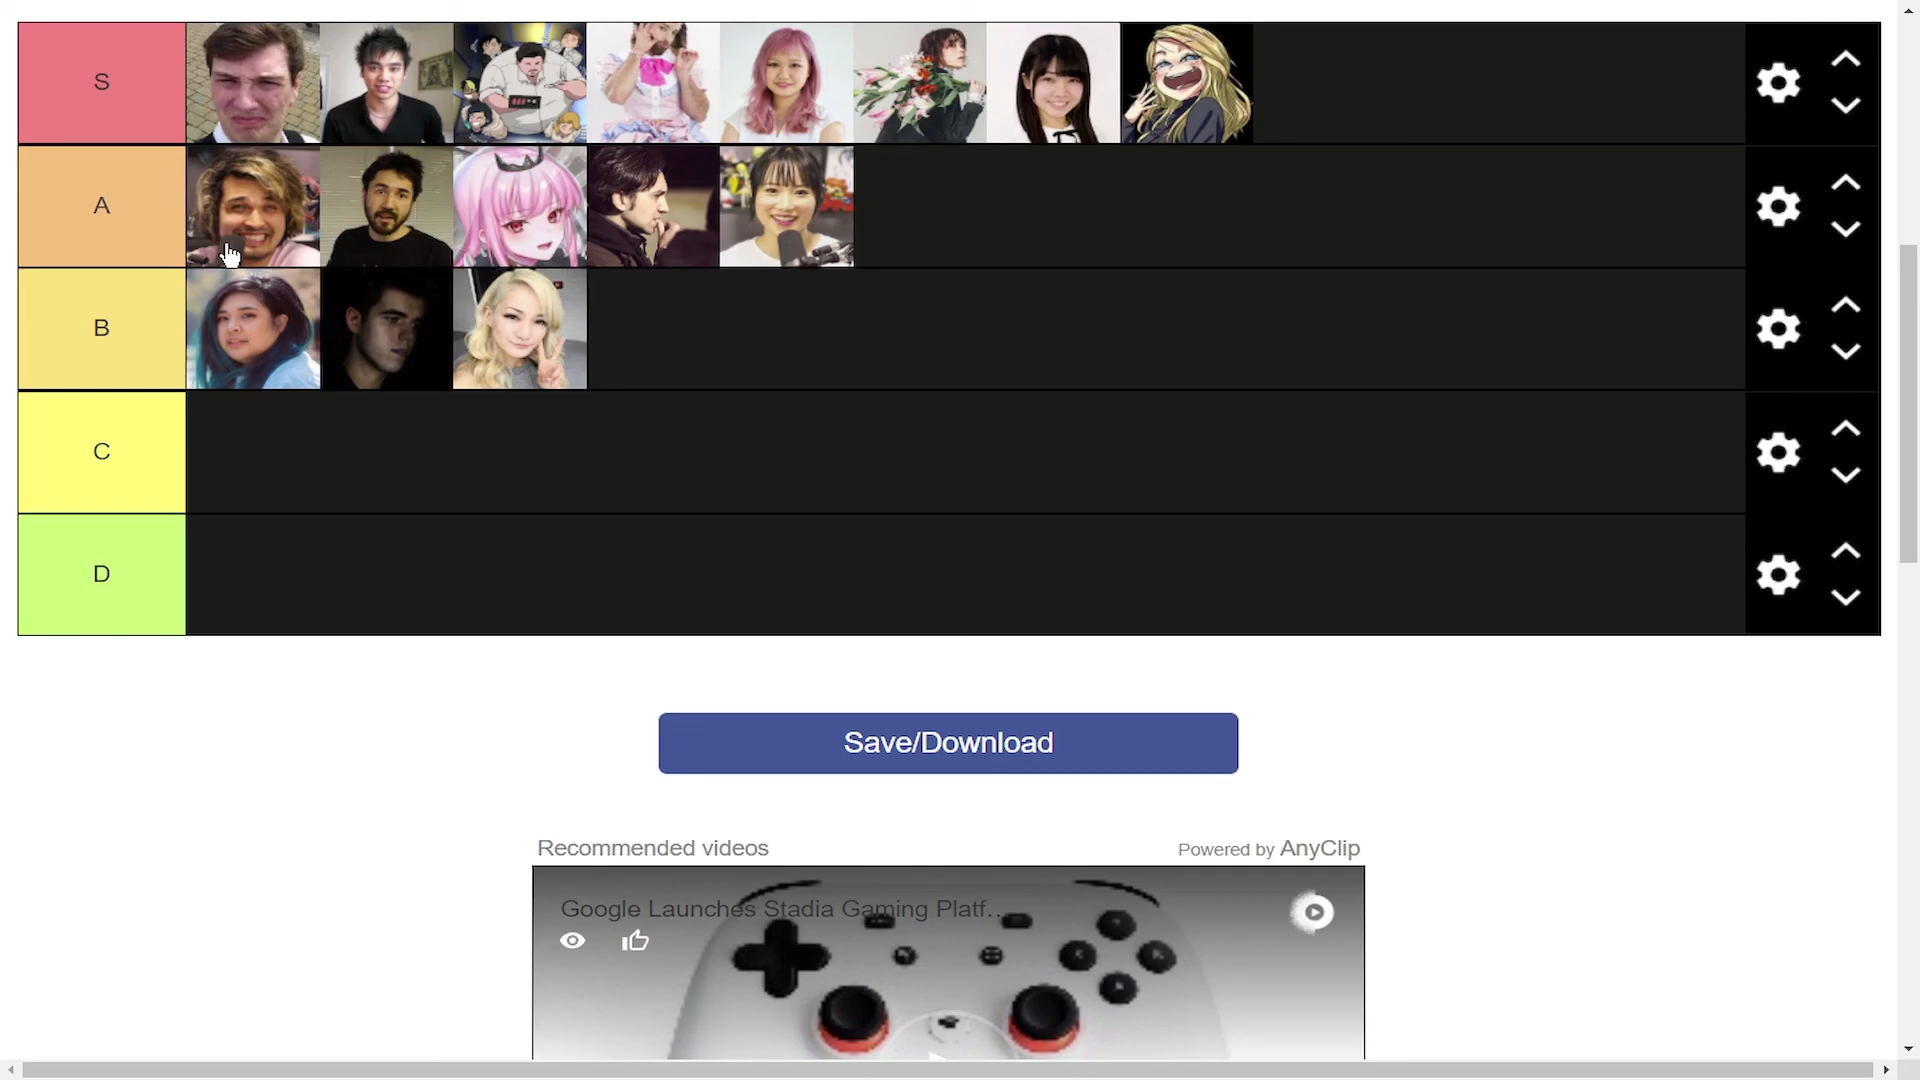 S
A
B
C
D
Save/Download
Recommended videos
Powered by AnyClip
Google Launches Stadia Gaming Platf...